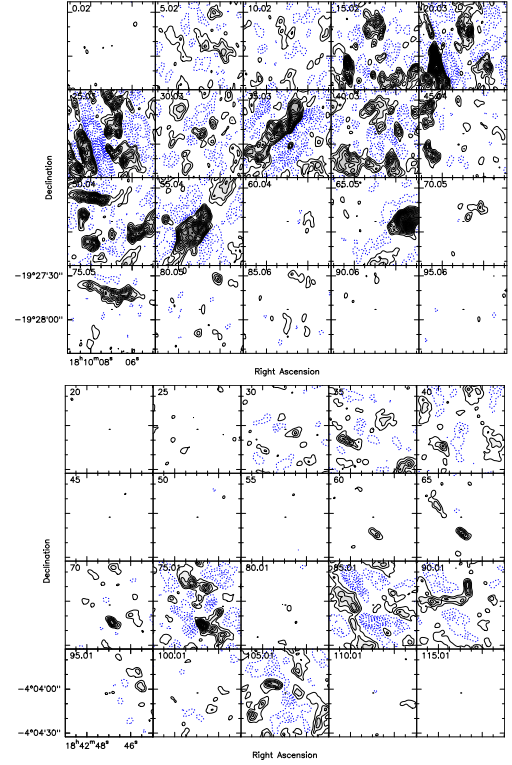 0.02 5.02 10.02 15.02 20.03
25.03 30.03 35.03 40.03 45.04
50.04 55.04 60.04 65.05 70.05
75.05 80.05 85.06 90.06 95.06
Declination
−19°27'30"
−19°28'00"
18ʰ10ᵐ08ˢ 06ˢ
Right Ascension
20 25 30 35 40
45 50 55 60 65
70 75.01 80.01 85.01 90.01
95.01 100.01 105.01 110.01 115.01
Declination
−4°04'00"
−4°04'30"
18ʰ42ᵐ48ˢ 46ˢ
Right Ascension